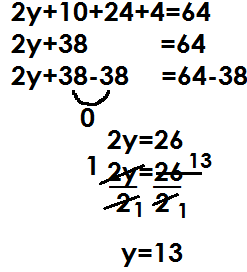 2y+10+24+4=64
2y+38 =64
2y+38-38 =64-38
0
2y=26
1 2y=26 13
2 1 2 1
y=13